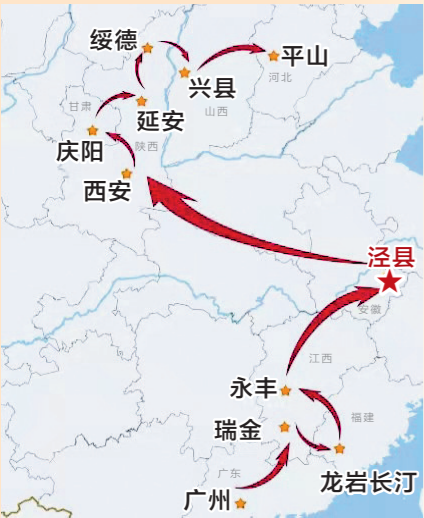 绥德
平山
河北
兴县
甘肃
山西
延安
陕西
庆阳
西安
泾县
安徽
江西
永丰
福建
瑞金
龙岩长汀
广东
广州